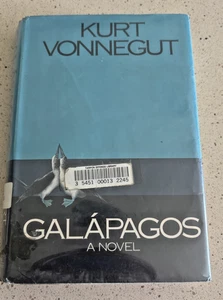 KURT
VONNEGUT
3 5451 00013 2245
GALÁPAGOS
A NOVEL